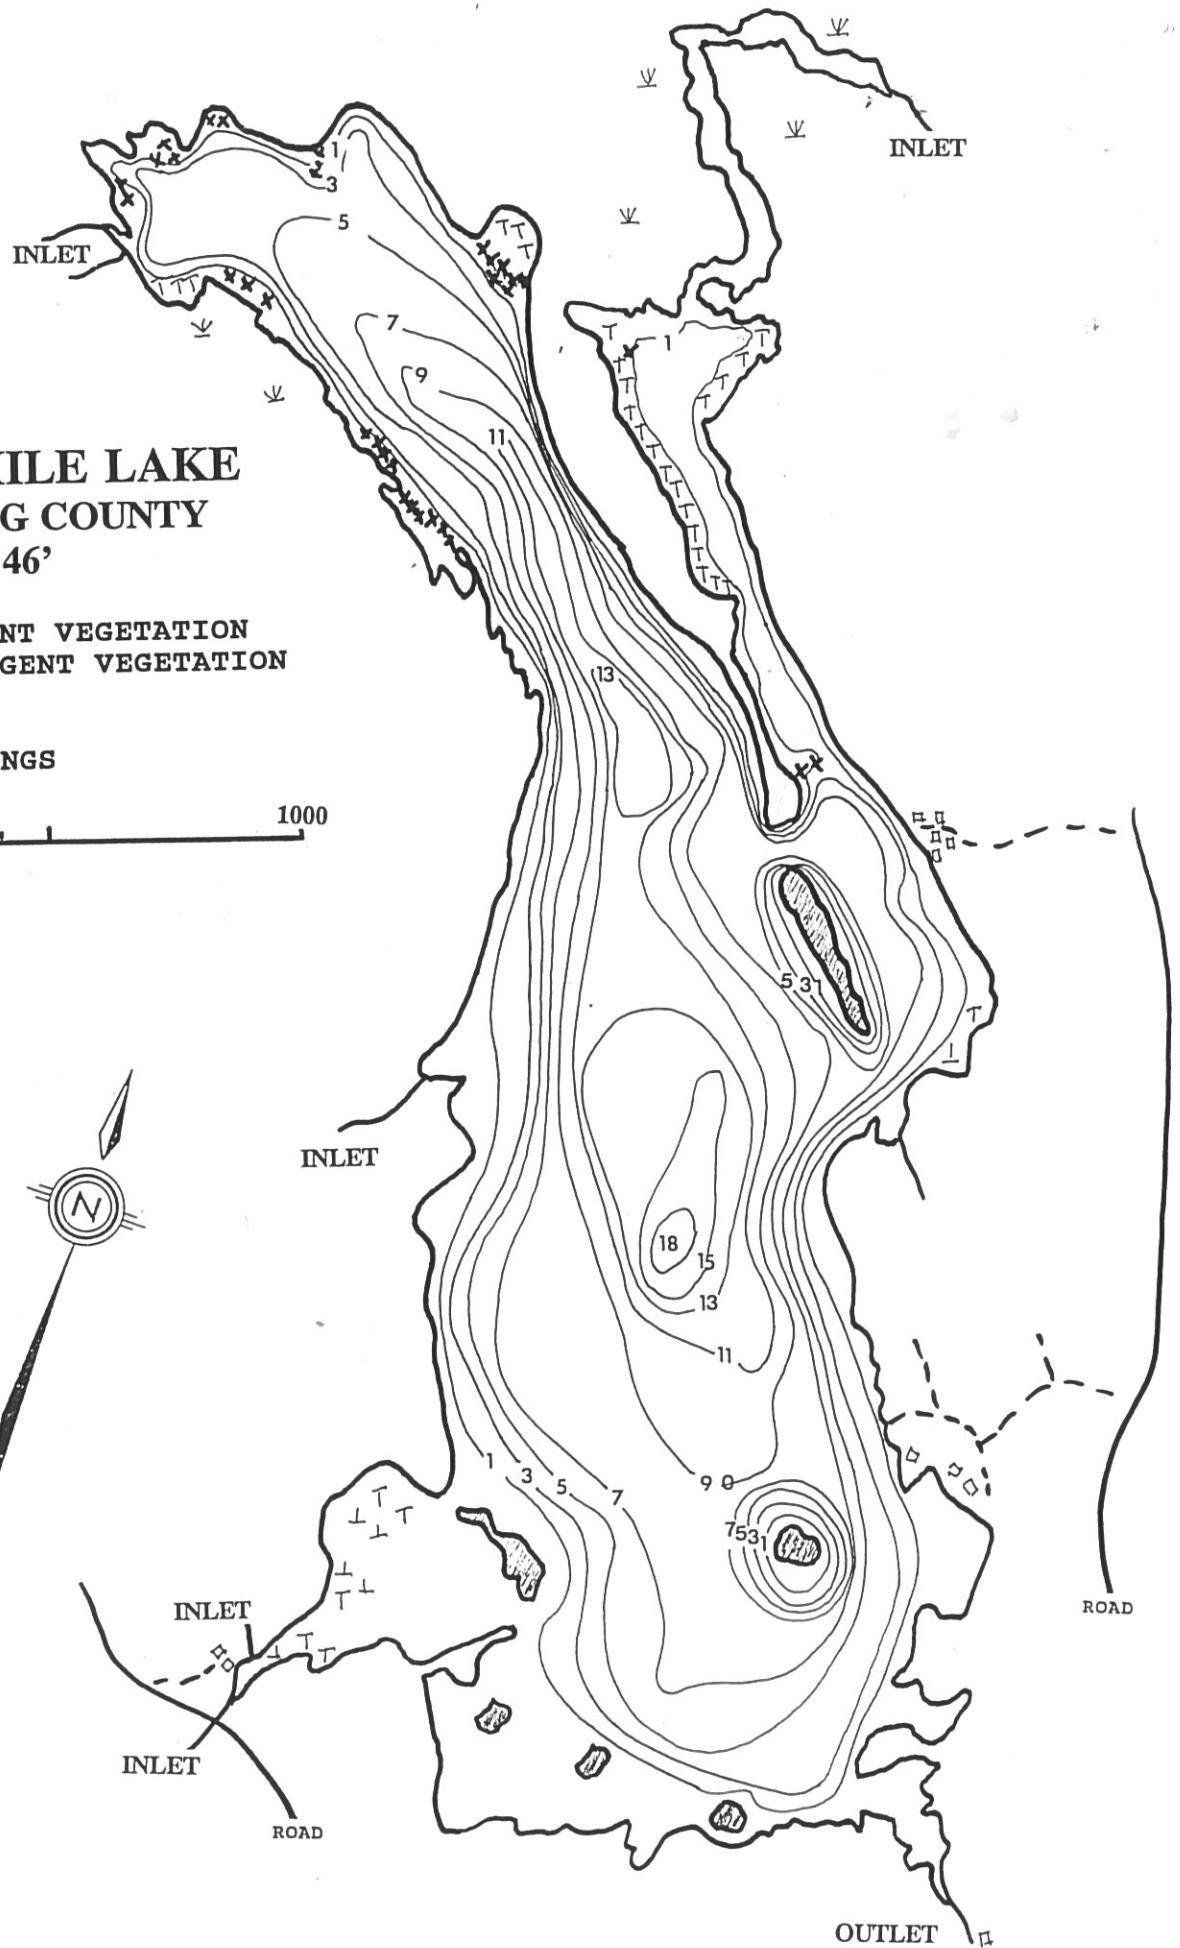 INLET
1
3
5
INLET
7
1
9
11
ILE LAKE
G COUNTY
46’
NT VEGETATION
GENT VEGETATION
13
NGS
1000
5 3 1
INLET
N
18
15
13
11
1
3
5
7
9 0
7 5 3 1
INLET
ROAD
INLET
ROAD
OUTLET